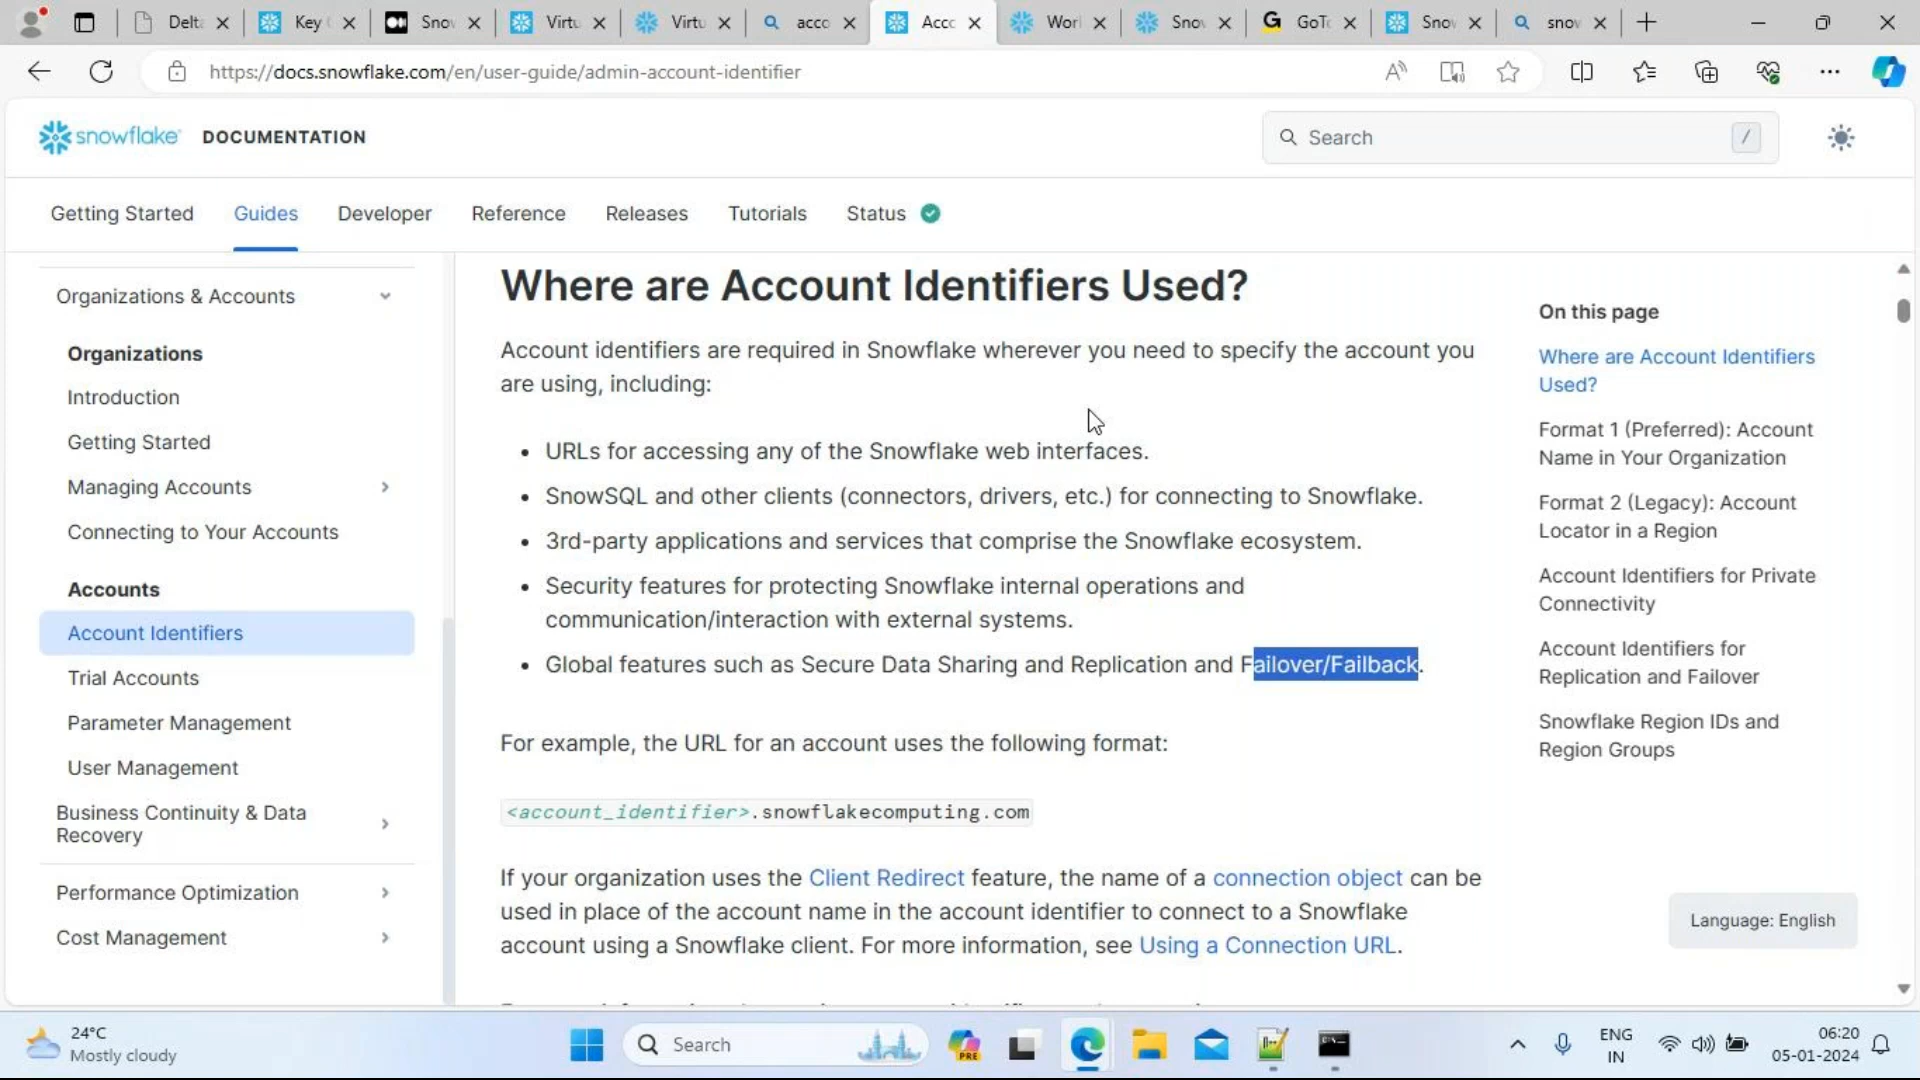 Delta
Key
Snow
Virtu
Virtu
acco
Acco
Worl
Snov
GoTo
Snov
snov
https://docs.snowflake.com/en/user-guide/admin-account-identifier
snowflake DOCUMENTATION
Search /
Getting Started Guides Developer Reference Releases Tutorials Status
Organizations & Accounts
Organizations
Introduction
Getting Started
Managing Accounts
Connecting to Your Accounts
Accounts
Account Identifiers
Trial Accounts
Parameter Management
User Management
Business Continuity & Data
Recovery
Performance Optimization
Cost Management
Where are Account Identifiers Used?
Account identifiers are required in Snowflake wherever you need to specify the account you
are using, including:
• URLs for accessing any of the Snowflake web interfaces.
• SnowSQL and other clients (connectors, drivers, etc.) for connecting to Snowflake.
• 3rd-party applications and services that comprise the Snowflake ecosystem.
• Security features for protecting Snowflake internal operations and
communication/interaction with external systems.
• Global features such as Secure Data Sharing and Replication and Failover/Failback.
For example, the URL for an account uses the following format:
<account_identifier>.snowflakecomputing.com
If your organization uses the Client Redirect feature, the name of a connection object can be
used in place of the account name in the account identifier to connect to a Snowflake
account using a Snowflake client. For more information, see Using a Connection URL.
On this page
Where are Account Identifiers
Used?
Format 1 (Preferred): Account
Name in Your Organization
Format 2 (Legacy): Account
Locator in a Region
Account Identifiers for Private
Connectivity
Account Identifiers for
Replication and Failover
Snowflake Region IDs and
Region Groups
Language: English
24°C
Mostly cloudy
Search
PRE
ENG
IN
06:20
05-01-2024